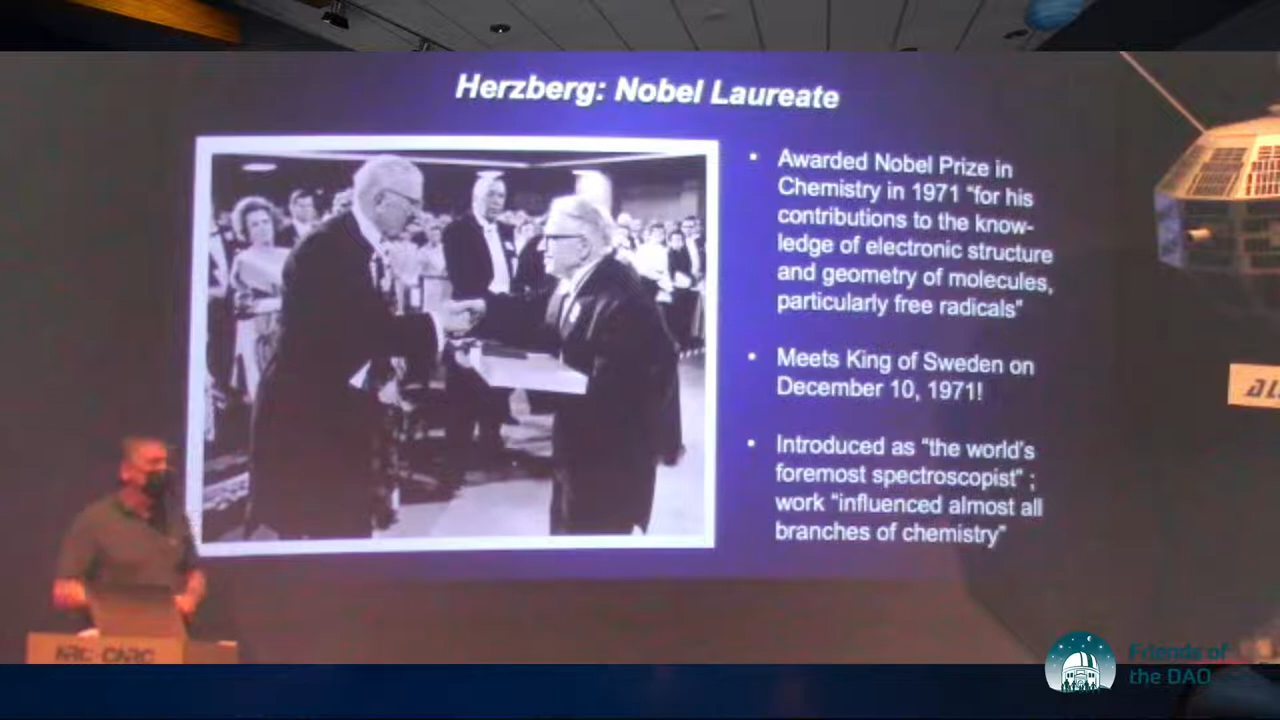 Herzberg: Nobel Laureate
• Awarded Nobel Prize in
Chemistry in 1971 “for his
contributions to the know-
ledge of electronic structure
and geometry of molecules,
particularly free radicals”
• Meets King of Sweden on
December 10, 1971!
• Introduced as “the world’s
foremost spectroscopist” ;
work “influenced almost all
branches of chemistry”
NRC·CNRC
Friends of
the DAO